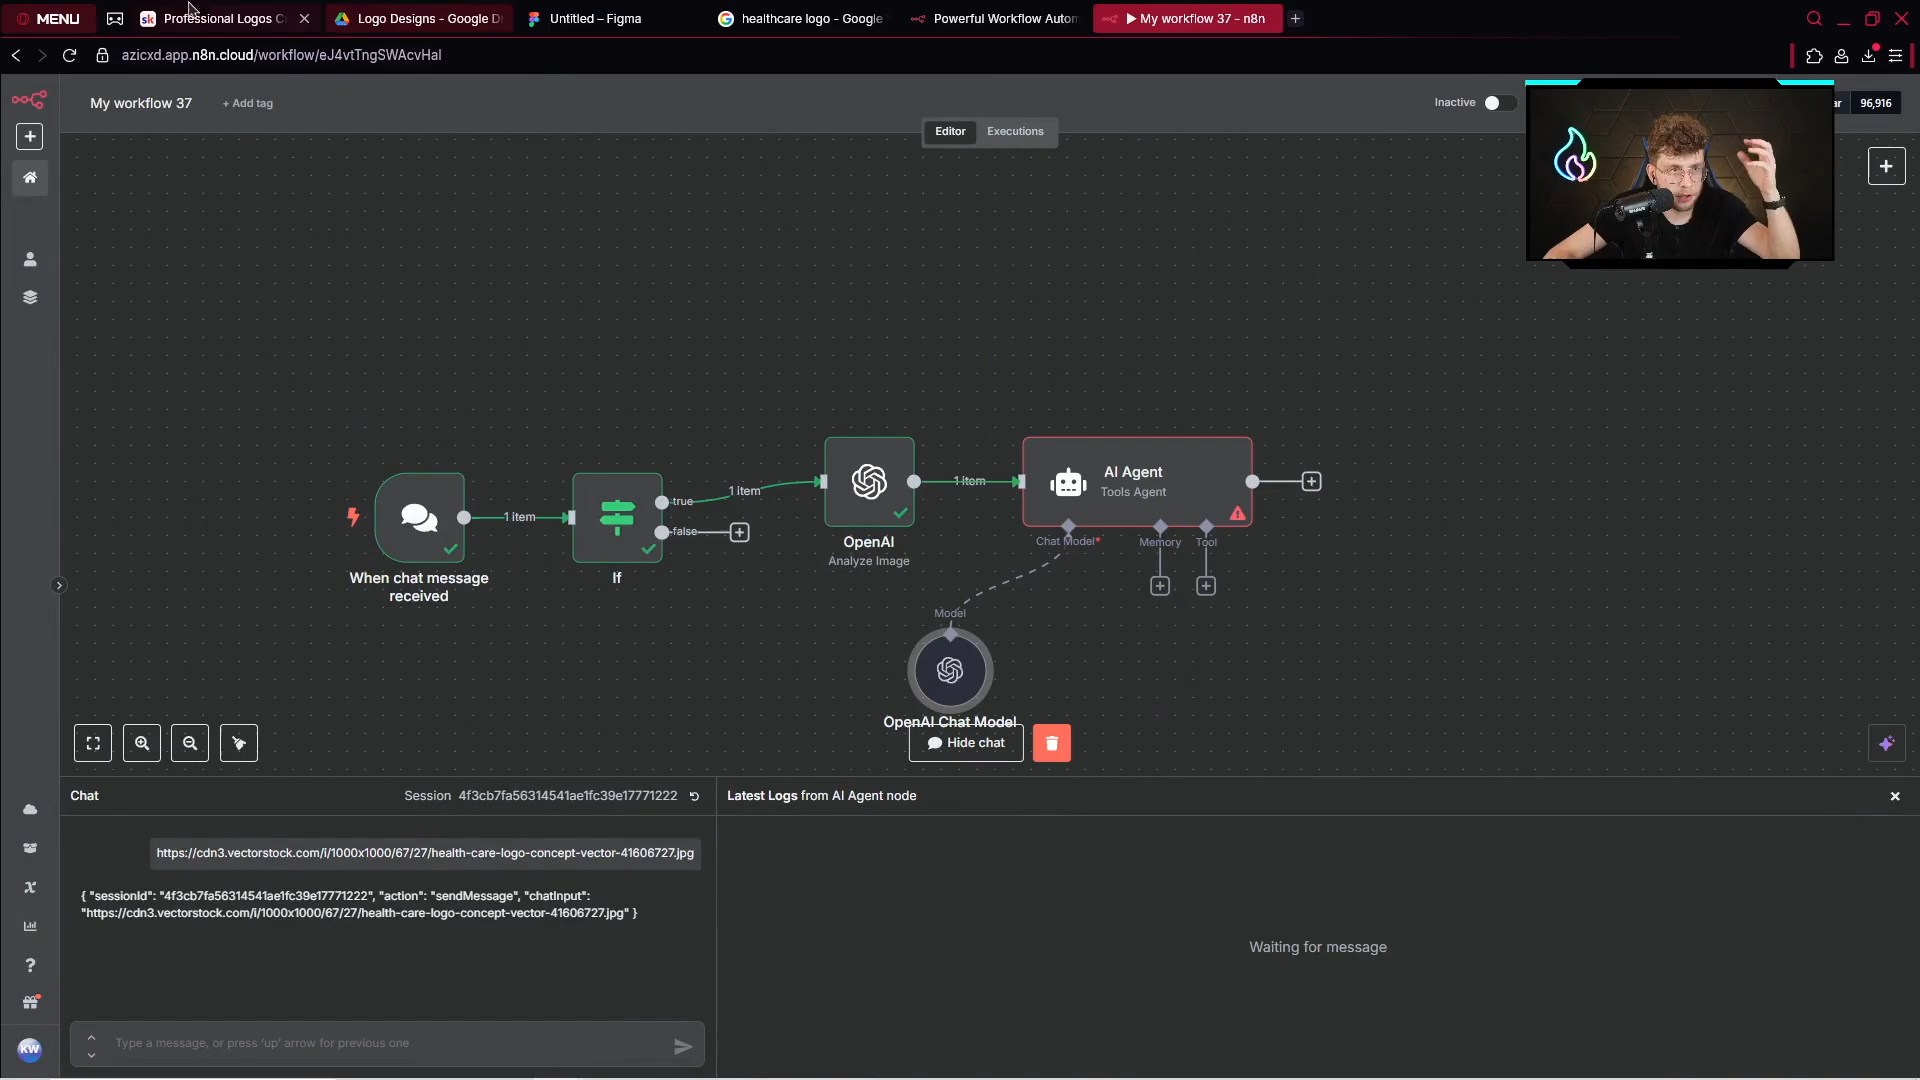 MENU
Professional Logos C
Logo Designs - Google D
Untitled – Figma
healthcare logo - Google
Powerful Workflow Autom
▶ My workflow 37 - n8n
azicxd.app.n8n.cloud/workflow/eJ4vtTngSWAcvHal
My workflow 37
+ Add tag
Inactive
ar
96,916
Editor
Executions
1 item
true
1 item
false
1 item
AI Agent
Tools Agent
Chat Model*
Memory
Tool
When chat message
received
If
OpenAI
Analyze Image
Model
OpenAI Chat Model
Hide chat
Chat
Session 4f3cb7fa56314541ae1fc39e17771222
Latest Logs from AI Agent node
https://cdn3.vectorstock.com/i/1000x1000/67/27/health-care-logo-concept-vector-41606727.jpg
{ "sessionId": "4f3cb7fa56314541ae1fc39e17771222", "action": "sendMessage", "chatInput":
"https://cdn3.vectorstock.com/i/1000x1000/67/27/health-care-logo-concept-vector-41606727.jpg" }
Waiting for message
Type a message, or press 'up' arrow for previous one
KW